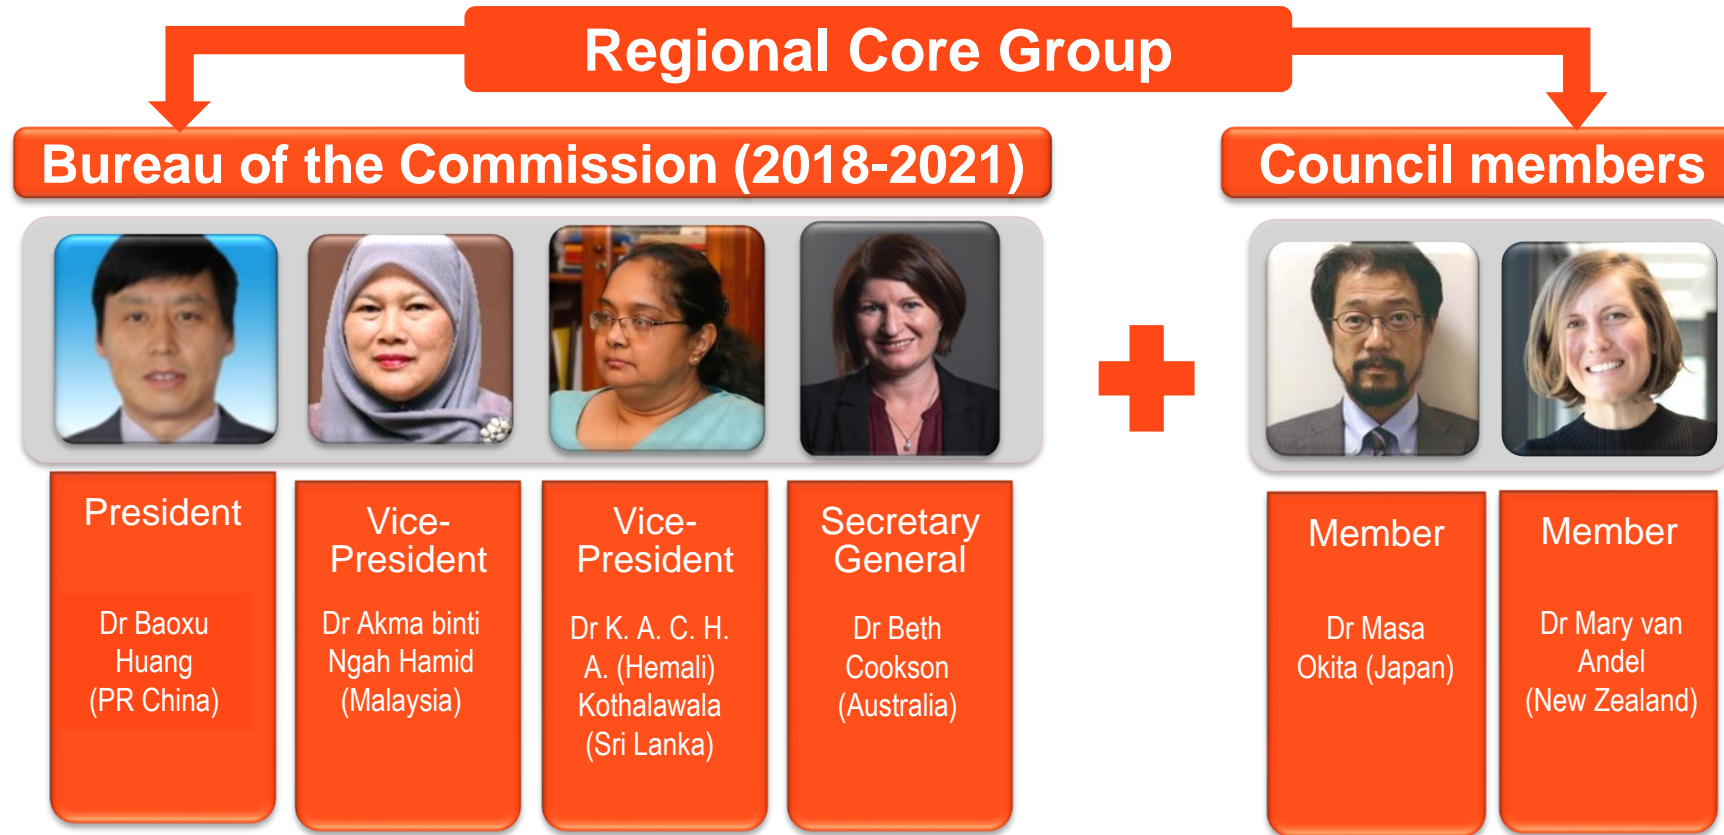 Regional Core Group
Bureau of the Commission (2018-2021)
Council members
President
Dr Baoxu
Huang
(PR China)
Vice-
President
Dr Akma binti
Ngah Hamid
(Malaysia)
Vice-
President
Dr K. A. C. H.
A. (Hemali)
Kothalawala
(Sri Lanka)
Secretary
General
Dr Beth
Cookson
(Australia)
Member
Dr Masa
Okita (Japan)
Member
Dr Mary van
Andel
(New Zealand)